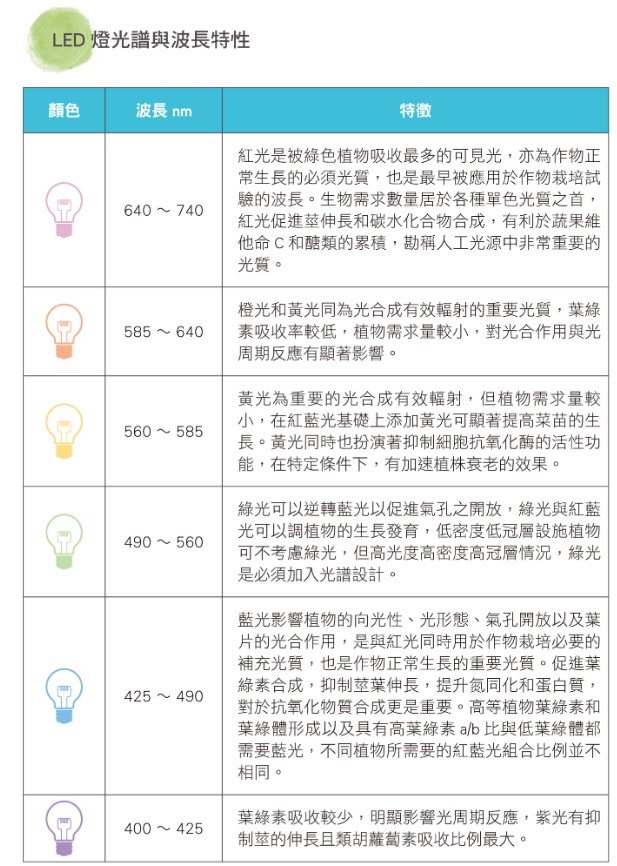 LED 燈光譜與波長特性
顏色 波長 nm 特徵
640 ～ 740
紅光是被綠色植物吸收最多的可見光，亦為作物正
常生長的必須光質，也是最早被應用於作物栽培試
驗的波長。生物需求數量居於各種單色光質之首，
紅光促進莖伸長和碳水化合物合成，有利於蔬果維
他命 C 和醣類的累積，勘稱人工光源中非常重要的
光質。
585 ～ 640
橙光和黃光同為光合成有效輻射的重要光質，葉綠
素吸收率較低，植物需求量較小，對光合作用與光
周期反應有顯著影響。
560 ～ 585
黃光為重要的光合成有效輻射，但植物需求量較
小，在紅藍光基礎上添加黃光可顯著提高菜苗的生
長。黃光同時也扮演著抑制細胞抗氧化酶的活性功
能，在特定條件下，有加速植株衰老的效果。
490 ～ 560
綠光可以逆轉藍光以促進氣孔之開放，綠光與紅藍
光可以調植物的生長發育，低密度低冠層設施植物
可不考慮綠光，但高光度高密度高冠層情況，綠光
是必須加入光譜設計。
425 ～ 490
藍光影響植物的向光性、光形態、氣孔開放以及葉
片的光合作用，是與紅光同時用於作物栽培必要的
補充光質，也是作物正常生長的重要光質。促進葉
綠素合成，抑制莖葉伸長，提升氮同化和蛋白質，
對於抗氧化物質合成更是重要。高等植物葉綠素和
葉綠體形成以及具有高葉綠素 a/b 比與低葉綠體都
需要藍光，不同植物所需要的紅藍光組合比例並不
相同。
400 ～ 425
葉綠素吸收較少，明顯影響光周期反應，紫光有抑
制莖的伸長且類胡蘿蔔素吸收比例最大。